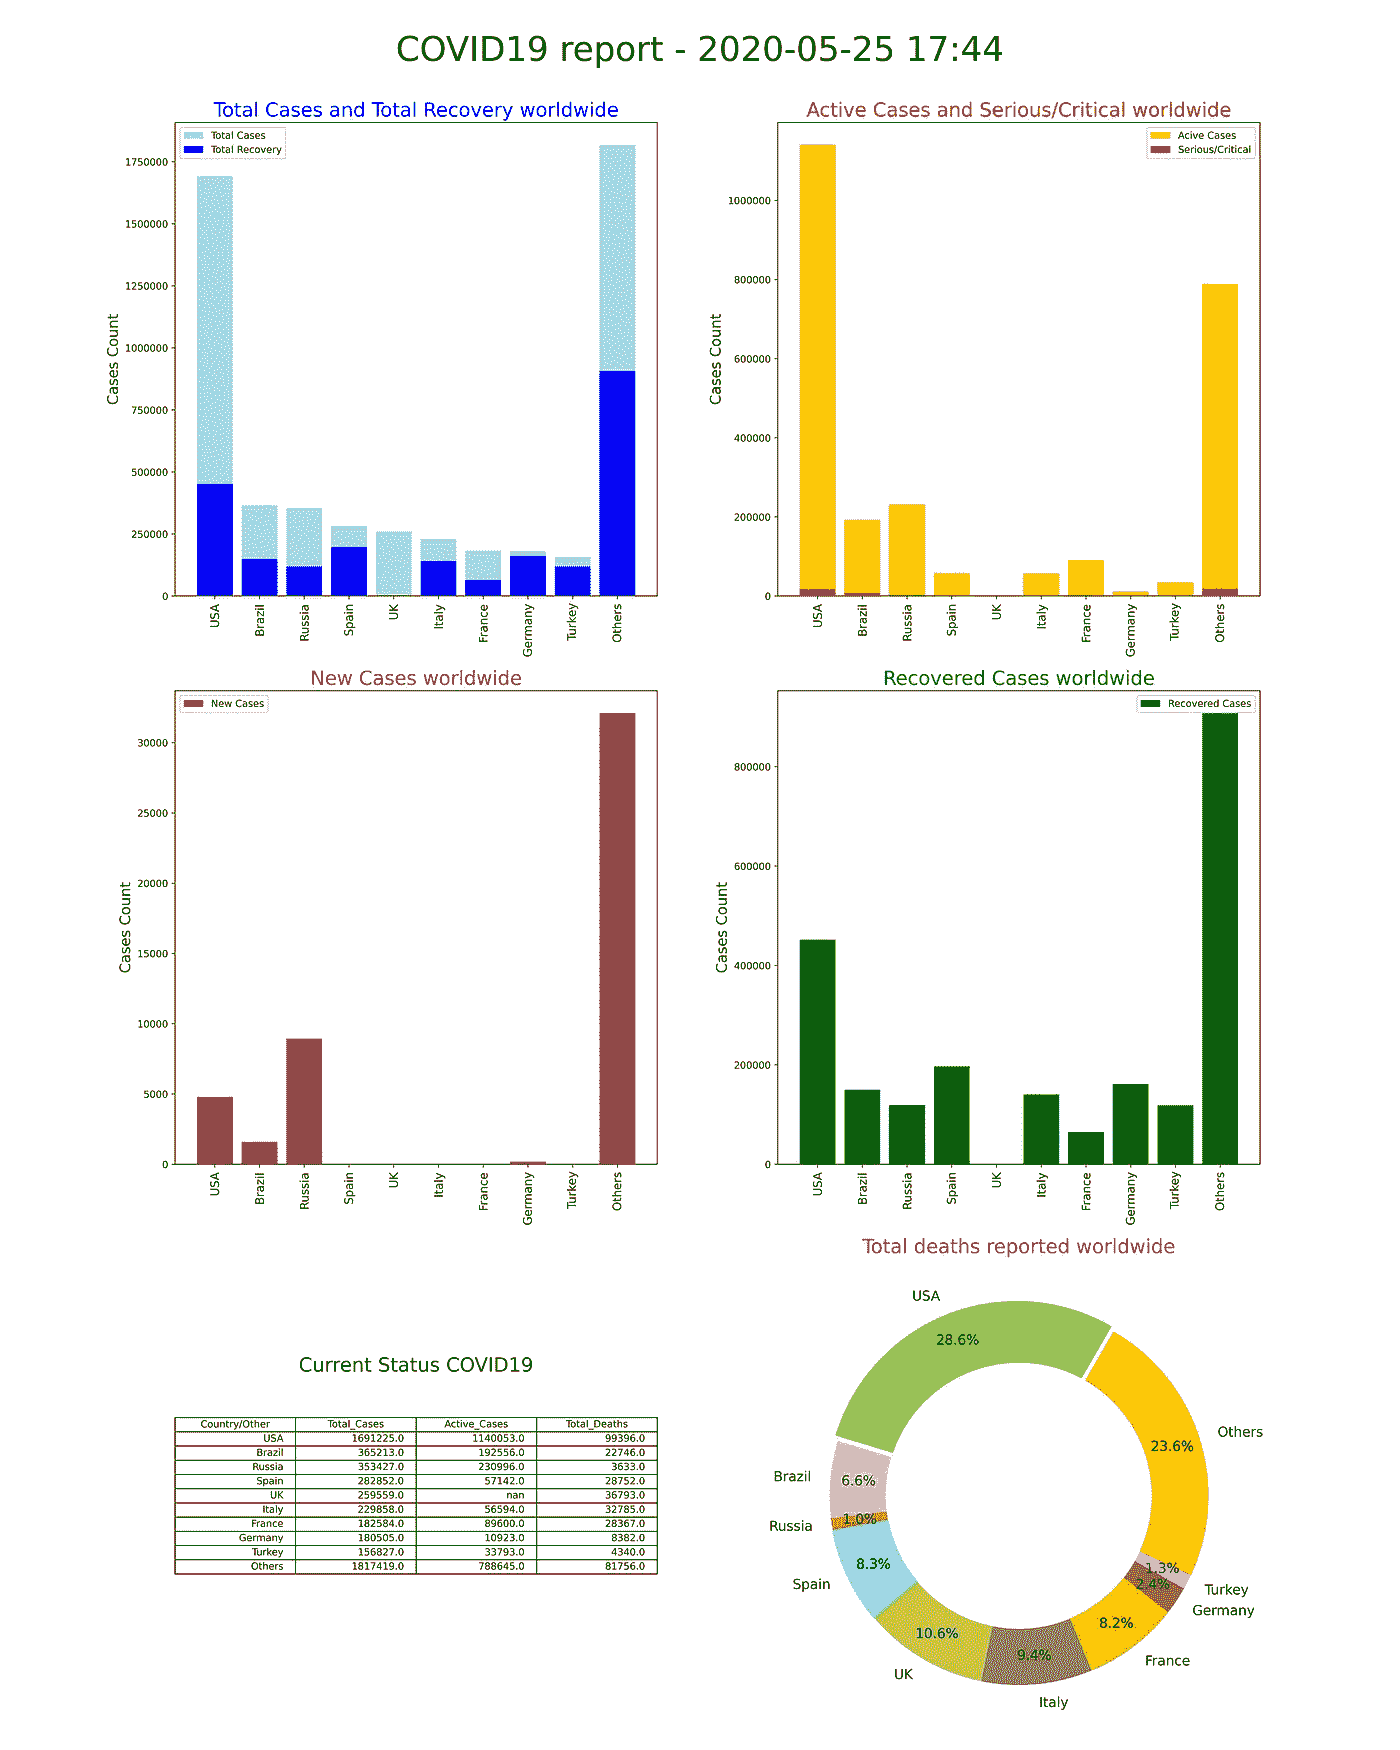 COVID19 report - 2020-05-25 17:44
Total Cases and Total Recovery worldwide
Total Cases
Total Recovery
Cases Count
1750000
1500000
1250000
1000000
750000
500000
250000
0
USA
Brazil
Russia
Spain
UK
Italy
France
Germany
Turkey
Others
Active Cases and Serious/Critical worldwide
Acive Cases
Serious/Critical
Cases Count
1000000
800000
600000
400000
200000
0
USA
Brazil
Russia
Spain
UK
Italy
France
Germany
Turkey
Others
New Cases worldwide
New Cases
Cases Count
30000
25000
20000
15000
10000
5000
0
USA
Brazil
Russia
Spain
UK
Italy
France
Germany
Turkey
Others
Recovered Cases worldwide
Recovered Cases
Cases Count
800000
600000
400000
200000
0
USA
Brazil
Russia
Spain
UK
Italy
France
Germany
Turkey
Others
Current Status COVID19
Country/Other Total_Cases Active_Cases Total_Deaths
USA 1691225.0 1140053.0 99396.0
Brazil 365213.0 192556.0 22746.0
Russia 353427.0 230996.0 3633.0
Spain 282852.0 57142.0 28752.0
UK 259559.0 nan 36793.0
Italy 229858.0 56594.0 32785.0
France 182584.0 89600.0 28367.0
Germany 180505.0 10923.0 8382.0
Turkey 156827.0 33793.0 4340.0
Others 1817419.0 788645.0 81756.0
Total deaths reported worldwide
USA
28.6%
Brazil
6.6%
Russia
1.0%
Spain
8.3%
UK
10.6%
Italy
9.4%
France
8.2%
Germany
2.4%
Turkey
1.3%
Others
23.6%